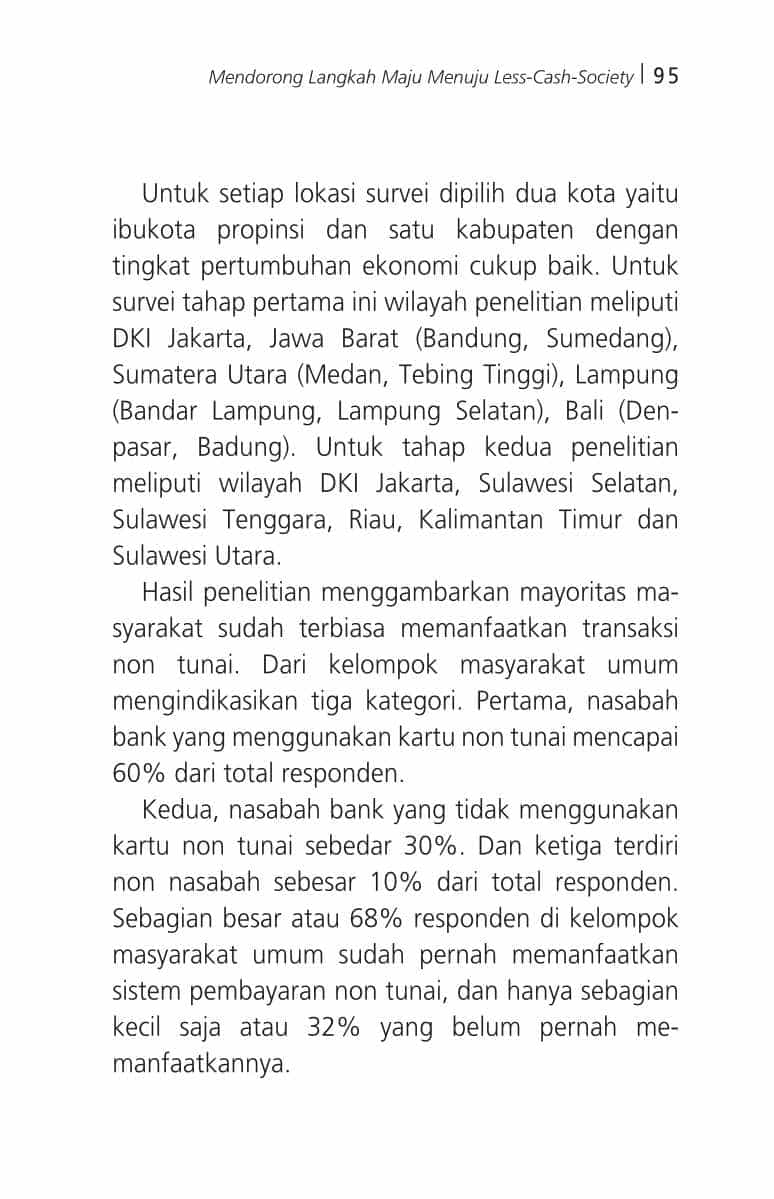 Mendorong Langkah Maju Menuju Less-Cash-Society | 95
Untuk setiap lokasi survei dipilih dua kota yaitu
ibukota propinsi dan satu kabupaten dengan
tingkat pertumbuhan ekonomi cukup baik. Untuk
survei tahap pertama ini wilayah penelitian meliputi
DKI Jakarta, Jawa Barat (Bandung, Sumedang),
Sumatera Utara (Medan, Tebing Tinggi), Lampung
(Bandar Lampung, Lampung Selatan), Bali (Den-
pasar, Badung). Untuk tahap kedua penelitian
meliputi wilayah DKI Jakarta, Sulawesi Selatan,
Sulawesi Tenggara, Riau, Kalimantan Timur dan
Sulawesi Utara.
Hasil penelitian menggambarkan mayoritas ma-
syarakat sudah terbiasa memanfaatkan transaksi
non tunai. Dari kelompok masyarakat umum
mengindikasikan tiga kategori. Pertama, nasabah
bank yang menggunakan kartu non tunai mencapai
60% dari total responden.
Kedua, nasabah bank yang tidak menggunakan
kartu non tunai sebedar 30%. Dan ketiga terdiri
non nasabah sebesar 10% dari total responden.
Sebagian besar atau 68% responden di kelompok
masyarakat umum sudah pernah memanfaatkan
sistem pembayaran non tunai, dan hanya sebagian
kecil saja atau 32% yang belum pernah me-
manfaatkannya.